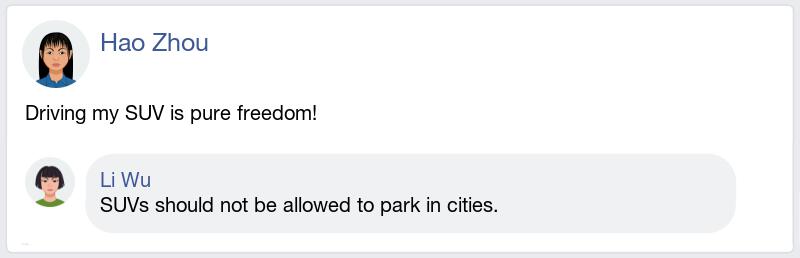 Hao Zhou
Driving my SUV is pure freedom!
Li Wu
SUVs should not be allowed to park in cities.